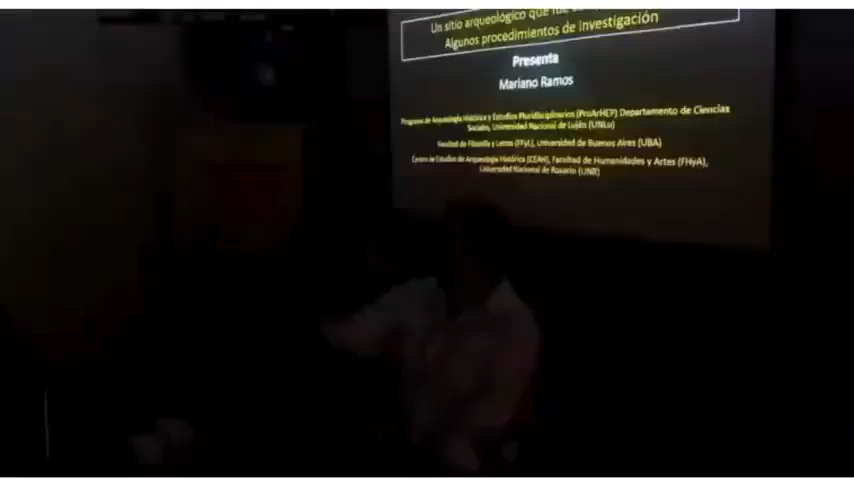 Un sitio arqueológico que fue
Algunos procedimientos de investigación
Presenta
Mariano Ramos
Programa de Arqueología Histórica y Estudios Pluridisciplinarios (ProArHEP) Departamento de Ciencias
Sociales, Universidad Nacional de Luján (UNLu)
Facultad de Filosofía y Letras (FFyL), Universidad de Buenos Aires (UBA)
Centro de Estudios de Arqueología Histórica (CEAH), Facultad de Humanidades y Artes (FHyA),
Universidad Nacional de Rosario (UNR)